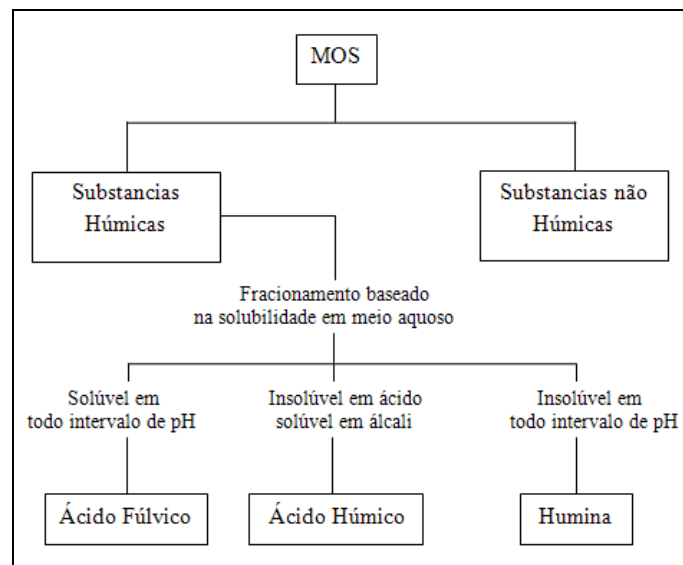 MOS
Substancias
Húmicas
Substancias não
Húmicas
Fracionamento baseado
na solubilidade em meio aquoso
Solúvel em
todo intervalo de pH
Insolúvel em ácido
solúvel em álcali
Insolúvel em
todo intervalo de pH
Ácido Fúlvico
Ácido Húmico
Humina